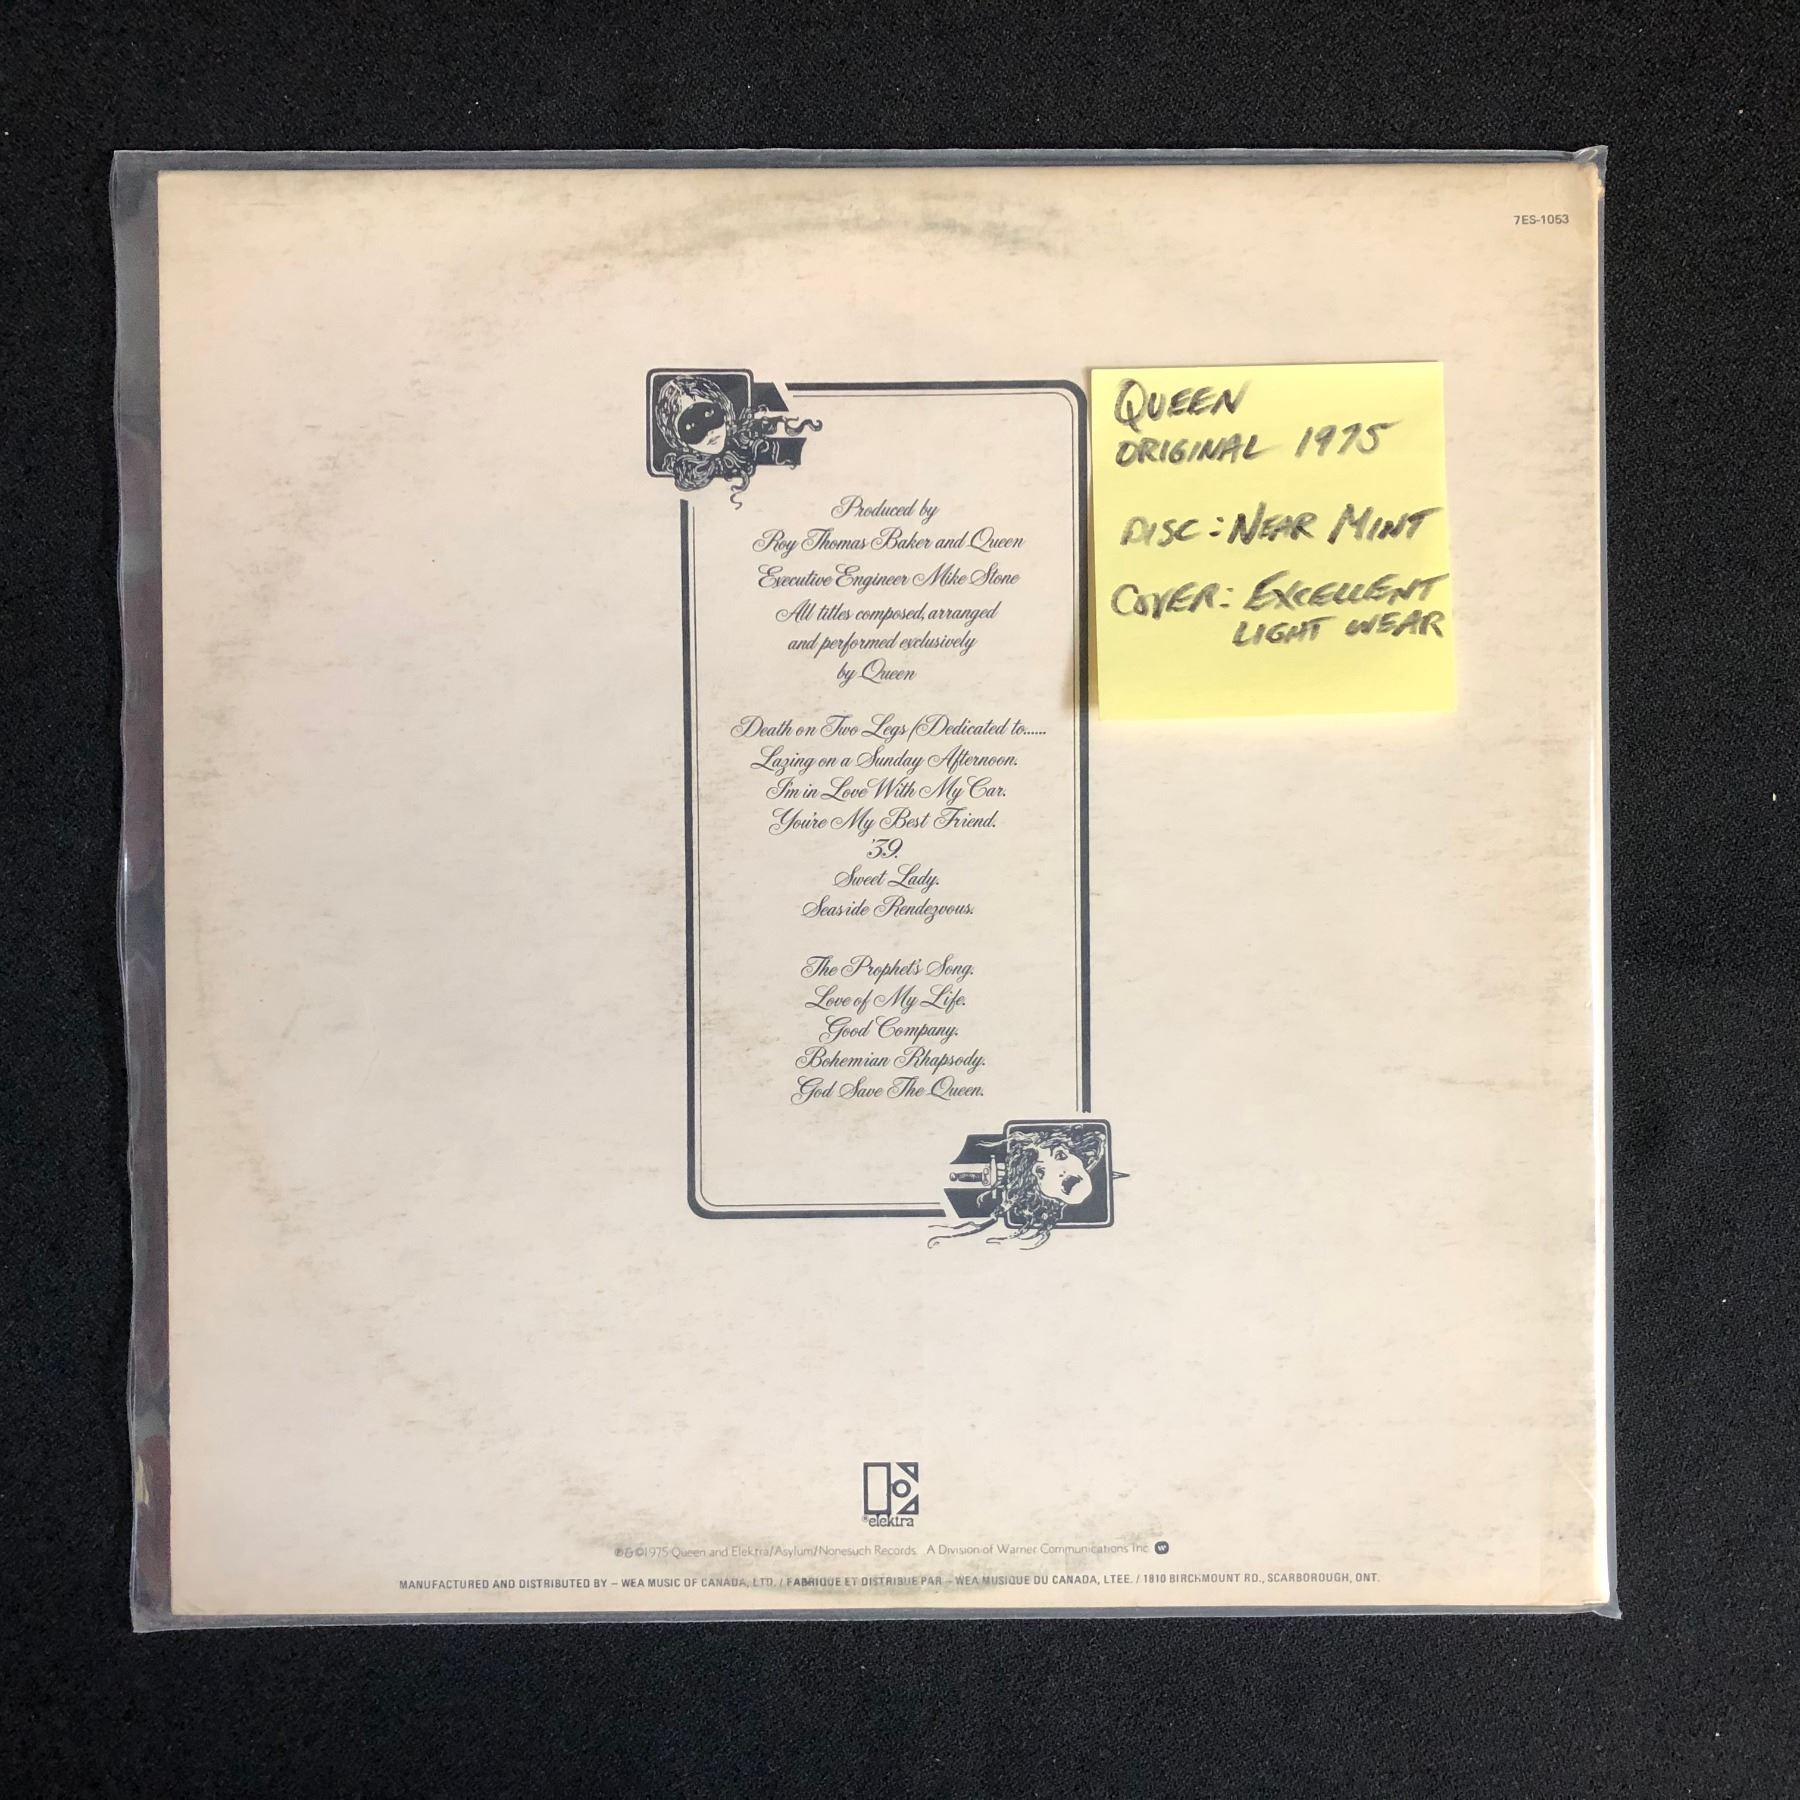 7ES-1053
QUEEN
ORIGINAL 1975
DISC: NEAR MINT
COVER: EXCELLENT
LIGHT WEAR
Produced by
Roy Thomas Baker and Queen
Executive Engineer Mike Stone
All titles composed, arranged
and performed exclusively
by Queen
Death on Two Legs (Dedicated to......
Lazing on a Sunday Afternoon.
I'm in Love With My Car.
You're My Best Friend.
'39.
Sweet Lady.
Seaside Rendezvous.
The Prophet's Song.
Love of My Life.
Good Company.
Bohemian Rhapsody.
God Save The Queen.
®elektra
℗&©1975 Queen and Elektra/Asylum/Nonesuch Records. A Division of Warner Communications Inc.
MANUFACTURED AND DISTRIBUTED BY – WEA MUSIC OF CANADA, LTD. / FABRIQUE ET DISTRIBUE PAR – WEA MUSIQUE DU CANADA, LTEE. / 1810 BIRCHMOUNT RD., SCARBOROUGH, ONT.